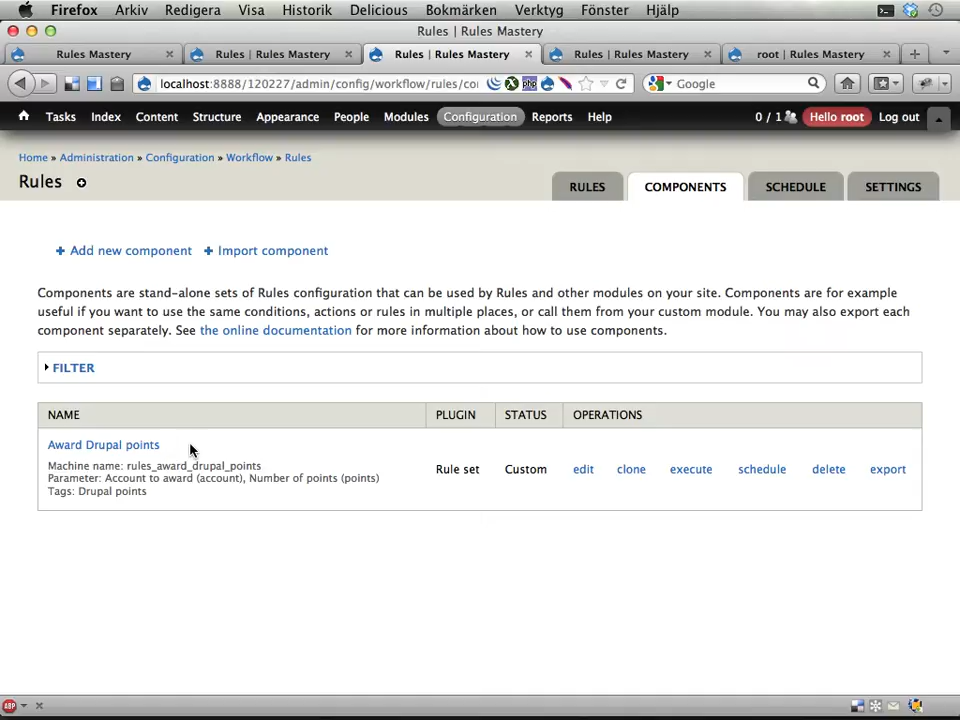 Firefox Arkiv Redigera Visa Historik Delicious Bokmärken Verktyg Fönster Hjälp
Rules | Rules Mastery
Rules Mastery Rules | Rules Mastery Rules | Rules Mastery Rules | Rules Mastery root | Rules Mastery
localhost:8888/120227/admin/config/workflow/rules/co Google
Tasks Index Content Structure Appearance People Modules Configuration Reports Help 0 / 1 Hello root Log out
Home » Administration » Configuration » Workflow » Rules
Rules
RULES COMPONENTS SCHEDULE SETTINGS
Add new component Import component
Components are stand-alone sets of Rules configuration that can be used by Rules and other modules on your site. Components are for example
useful if you want to use the same conditions, actions or rules in multiple places, or call them from your custom module. You may also export each
component separately. See the online documentation for more information about how to use components.
FILTER
NAME PLUGIN STATUS OPERATIONS
Award Drupal points
Machine name: rules_award_drupal_points
Parameter: Account to award (account), Number of points (points)
Tags: Drupal points
Rule set Custom edit clone execute schedule delete export
ABP